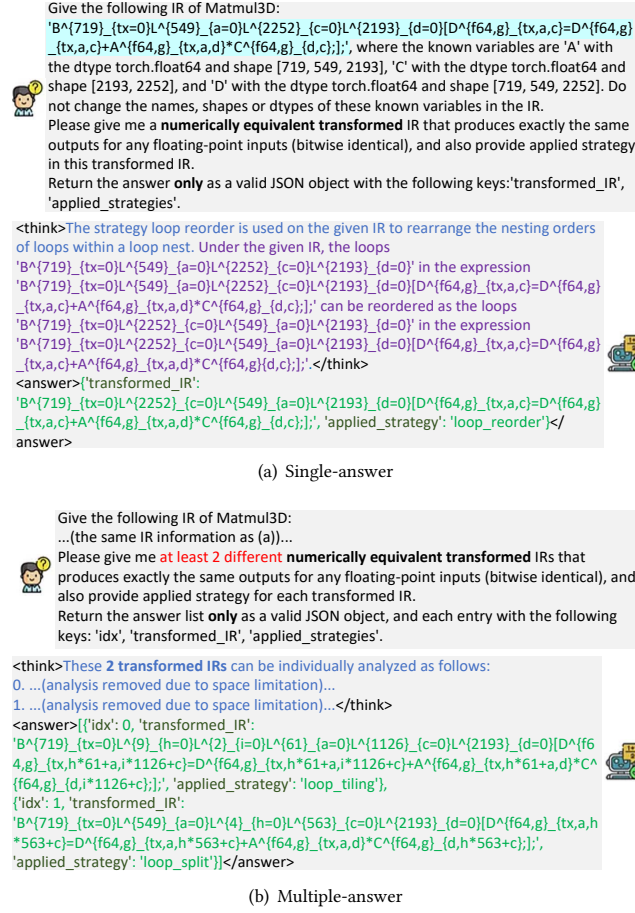 Give the following IR of Matmul3D:
'B^{719}_{tx=0}L^{549}_{a=0}L^{2252}_{c=0}L^{2193}_{d=0}[D^{f64,g}_{tx,a,c}=D^{f64,g}
_{tx,a,c}+A^{f64,g}_{tx,a,d}*C^{f64,g}_{d,c};];', where the known variables are 'A' with
the dtype torch.float64 and shape [719, 549, 2193], 'C' with the dtype torch.float64 and
shape [2193, 2252], and 'D' with the dtype torch.float64 and shape [719, 549, 2252]. Do
not change the names, shapes or dtypes of these known variables in the IR.
Please give me a numerically equivalent transformed IR that produces exactly the same
outputs for any floating-point inputs (bitwise identical), and also provide applied strategy
in this transformed IR.
Return the answer only as a valid JSON object with the following keys:'transformed_IR',
'applied_strategies'.
<think>The strategy loop reorder is used on the given IR to rearrange the nesting orders
of loops within a loop nest. Under the given IR, the loops
'B^{719}_{tx=0}L^{549}_{a=0}L^{2252}_{c=0}L^{2193}_{d=0}' in the expression
'B^{719}_{tx=0}L^{549}_{a=0}L^{2252}_{c=0}L^{2193}_{d=0}[D^{f64,g}_{tx,a,c}=D^{f64,g}
_{tx,a,c}+A^{f64,g}_{tx,a,d}*C^{f64,g}_{d,c};];' can be reordered as the loops
'B^{719}_{tx=0}L^{2252}_{c=0}L^{549}_{a=0}L^{2193}_{d=0}' in the expression
'B^{719}_{tx=0}L^{2252}_{c=0}L^{549}_{a=0}L^{2193}_{d=0}[D^{f64,g}_{tx,a,c}=D^{f64,g}
_{tx,a,c}+A^{f64,g}_{tx,a,d}*C^{f64,g}{d,c};];'.</think>
<answer>{'transformed_IR':
'B^{719}_{tx=0}L^{2252}_{c=0}L^{549}_{a=0}L^{2193}_{d=0}[D^{f64,g}_{tx,a,c}=D^{f64,g}
_{tx,a,c}+A^{f64,g}_{tx,a,d}*C^{f64,g}_{d,c};];', 'applied_strategy': 'loop_reorder'}</
answer>
(a) Single-answer
Give the following IR of Matmul3D:
...(the same IR information as (a))...
Please give me at least 2 different numerically equivalent transformed IRs that
produces exactly the same outputs for any floating-point inputs (bitwise identical), and
also provide applied strategy for each transformed IR.
Return the answer list only as a valid JSON object, and each entry with the following
keys: 'idx', 'transformed_IR', 'applied_strategies'.
<think>These 2 transformed IRs can be individually analyzed as follows:
0. ...(analysis removed due to space limitation)...
1. ...(analysis removed due to space limitation)...</think>
<answer>[{'idx': 0, 'transformed_IR':
'B^{719}_{tx=0}L^{9}_{h=0}L^{2}_{i=0}L^{61}_{a=0}L^{1126}_{c=0}L^{2193}_{d=0}[D^{f6
4,g}_{tx,h*61+a,i*1126+c}=D^{f64,g}_{tx,h*61+a,i*1126+c}+A^{f64,g}_{tx,h*61+a,d}*C^
{f64,g}_{d,i*1126+c};];', 'applied_strategy': 'loop_tiling'},
{'idx': 1, 'transformed_IR':
'B^{719}_{tx=0}L^{549}_{a=0}L^{4}_{h=0}L^{563}_{c=0}L^{2193}_{d=0}[D^{f64,g}_{tx,a,h
*563+c}=D^{f64,g}_{tx,a,h*563+c}+A^{f64,g}_{tx,a,d}*C^{f64,g}_{d,h*563+c};];',
'applied_strategy': 'loop_split'}]</answer>
(b) Multiple-answer